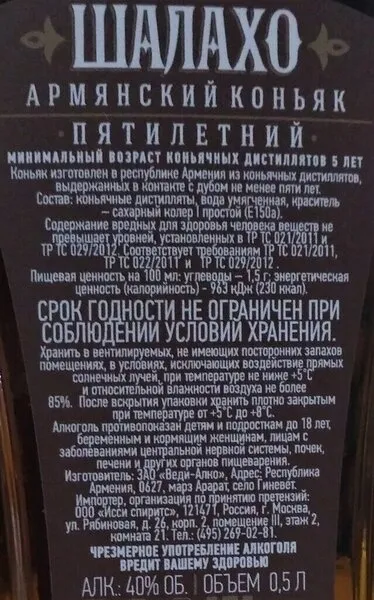 ШАЛАХО
АРМЯНСКИЙ КОНЬЯК
ПЯТИЛЕТНИЙ
МИНИМАЛЬНЫЙ ВОЗРАСТ КОНЬЯЧНЫХ ДИСТИЛЛЯТОВ 5 ЛЕТ
Коньяк изготовлен в республике Армения из коньячных дистиллятов,
выдержанных в контакте с дубом не менее пяти лет.
Состав: коньячные дистилляты, вода умягченная, краситель
– сахарный колер I простой (Е150а).
Содержание вредных для здоровья человека веществ не
превышает уровней, установленных в ТР ТС 021/2011 и
ТР ТС 029/2012. Соответствует требованиям ТР ТС 021/2011,
ТР ТС 022/2011 и ТР ТС 029/2012 .
Пищевая ценность на 100 мл: углеводы – 1,5 г; энергетическая
ценность (калорийность) - 963 кДж (230 ккал).
СРОК ГОДНОСТИ НЕ ОГРАНИЧЕН ПРИ
СОБЛЮДЕНИИ УСЛОВИЙ ХРАНЕНИЯ.
Хранить в вентилируемых, не имеющих посторонних запахов
помещениях, в условиях, исключающих воздействие прямых
солнечных лучей, при температуре не ниже +5°С
и относительной влажности воздуха не более
85%. После вскрытия упаковки хранить плотно закрытым
при температуре от +5°С до +8°С.
Алкоголь противопоказан детям и подросткам до 18 лет,
беременным и кормящим женщинам, лицам с
заболеваниями центральной нервной системы, почек,
печени и других органов пищеварения.
Изготовитель: ЗАО «Веди-Алко», Адрес: Республика
Армения, 0627, марз Арарат, село Гиневет.
Импортер, организация по принятию претензий:
ООО «Исси спиритс», 121471, Россия, г. Москва,
ул. Рябиновая, д. 26, корп. 2, помещение III, этаж 2,
комната 21. Тел.: (495) 269-02-81.
ЧРЕЗМЕРНОЕ УПОТРЕБЛЕНИЕ АЛКОГОЛЯ
ВРЕДИТ ВАШЕМУ ЗДОРОВЬЮ
АЛК.: 40% ОБ. | ОБЪЕМ 0,5 Л